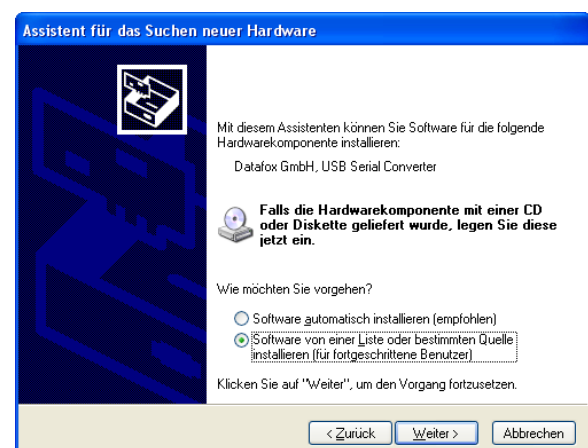 Assistent für das Suchen neuer Hardware
Mit diesem Assistenten können Sie Software für die folgende
Hardwarekomponente installieren:
Datafox GmbH, USB Serial Converter
Falls die Hardwarekomponente mit einer CD
oder Diskette geliefert wurde, legen Sie diese
jetzt ein.
Wie möchten Sie vorgehen?
Software automatisch installieren (empfohlen)
Software von einer Liste oder bestimmten Quelle
installieren (für fortgeschrittene Benutzer)
Klicken Sie auf "Weiter", um den Vorgang fortzusetzen.
< Zurück Weiter > Abbrechen